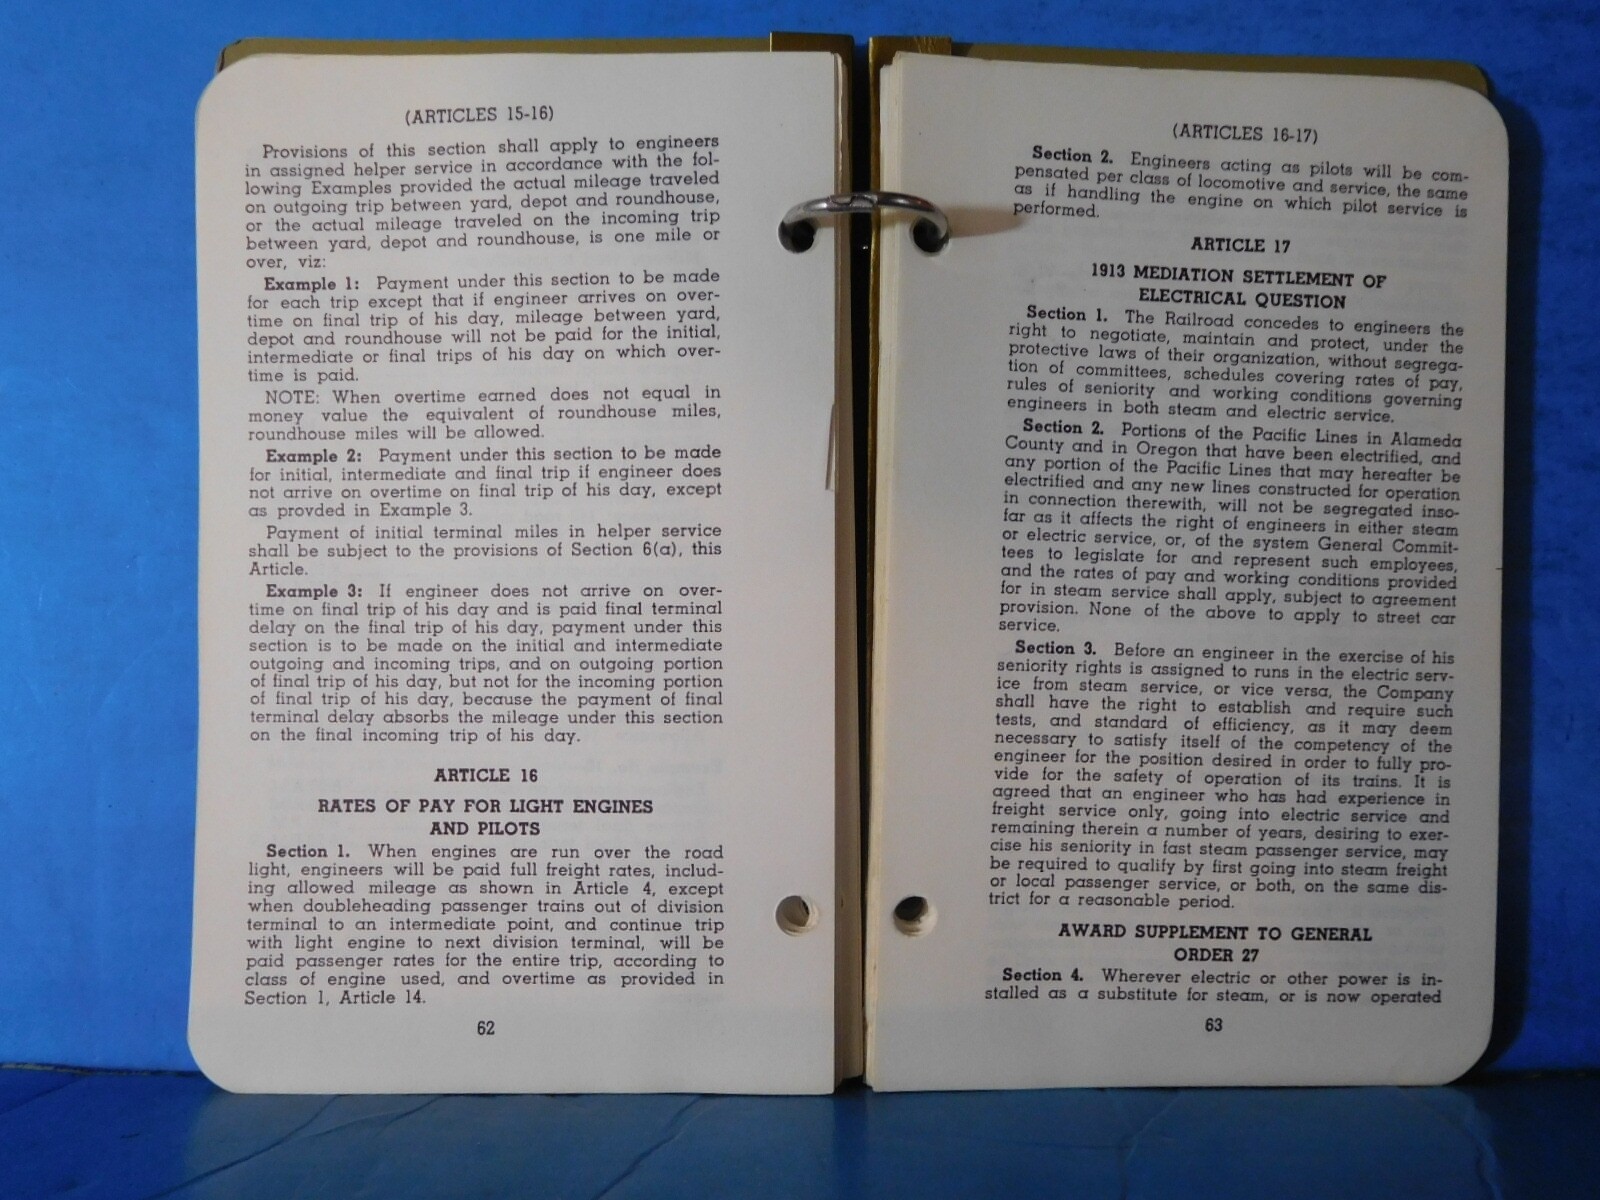 (ARTICLES 15-16)
Provisions of this section shall apply to engineers
in assigned helper service in accordance with the fol-
lowing Examples provided the actual mileage traveled
on outgoing trip between yard, depot and roundhouse,
or the actual mileage traveled on the incoming trip
between yard, depot and roundhouse, is one mile or
over, viz:
Example 1: Payment under this section to be made
for each trip except that if engineer arrives on over-
time on final trip of his day, mileage between yard,
depot and roundhouse will not be paid for the initial,
intermediate or final trips of his day on which over-
time is paid.
NOTE: When overtime earned does not equal in
money value the equivalent of roundhouse miles,
roundhouse miles will be allowed.
Example 2: Payment under this section to be made
for initial, intermediate and final trip if engineer does
not arrive on overtime on final trip of his day, except
as provded in Example 3.
Payment of initial terminal miles in helper service
shall be subject to the provisions of Section 6(a), this
Article.
Example 3: If engineer does not arrive on over-
time on final trip of his day and is paid final terminal
delay on the final trip of his day, payment under this
section is to be made on the initial and intermediate
outgoing and incoming trips, and on outgoing portion
of final trip of his day, but not for the incoming portion
of final trip of his day, because the payment of final
terminal delay absorbs the mileage under this section
on the final incoming trip of his day.
ARTICLE 16
RATES OF PAY FOR LIGHT ENGINES
AND PILOTS
Section 1. When engines are run over the road
light, engineers will be paid full freight rates, includ-
ing allowed mileage as shown in Article 4, except
when doubleheading passenger trains out of division
terminal to an intermediate point, and continue trip
with light engine to next division terminal, will be
paid passenger rates for the entire trip, according to
class of engine used, and overtime as provided in
Section 1, Article 14.
62
(ARTICLES 16-17)
Section 2. Engineers acting as pilots will be com-
pensated per class of locomotive and service, the same
as if handling the engine on which pilot service is
performed.
ARTICLE 17
1913 MEDIATION SETTLEMENT OF
ELECTRICAL QUESTION
Section 1. The Railroad concedes to engineers the
right to negotiate, maintain and protect, under the
protective laws of their organization, without segrega-
tion of committees, schedules covering rates of pay,
rules of seniority and working conditions governing
engineers in both steam and electric service.
Section 2. Portions of the Pacific Lines in Alameda
County and in Oregon that have been electrified, and
any portion of the Pacific Lines that may hereafter be
electrified and any new lines constructed for operation
in connection therewith, will not be segregated inso-
far as it affects the right of engineers in either steam
or electric service, or, of the system General Commit-
tees to legislate for and represent such employees,
and the rates of pay and working conditions provided
for in steam service shall apply, subject to agreement
provision. None of the above to apply to street car
service.
Section 3. Before an engineer in the exercise of his
seniority rights is assigned to runs in the electric serv-
ice from steam service, or vice versa, the Company
shall have the right to establish and require such
tests, and standard of efficiency, as it may deem
necessary to satisfy itself of the competency of the
engineer for the position desired in order to fully pro-
vide for the safety of operation of its trains. It is
agreed that an engineer who has had experience in
freight service only, going into electric service and
remaining therein a number of years, desiring to exer-
cise his seniority in fast steam passenger service, may
be required to qualify by first going into steam freight
or local passenger service, or both, on the same dis-
trict for a reasonable period.
AWARD SUPPLEMENT TO GENERAL
ORDER 27
Section 4. Wherever electric or other power is in-
stalled as a substitute for steam, or is now operated
63